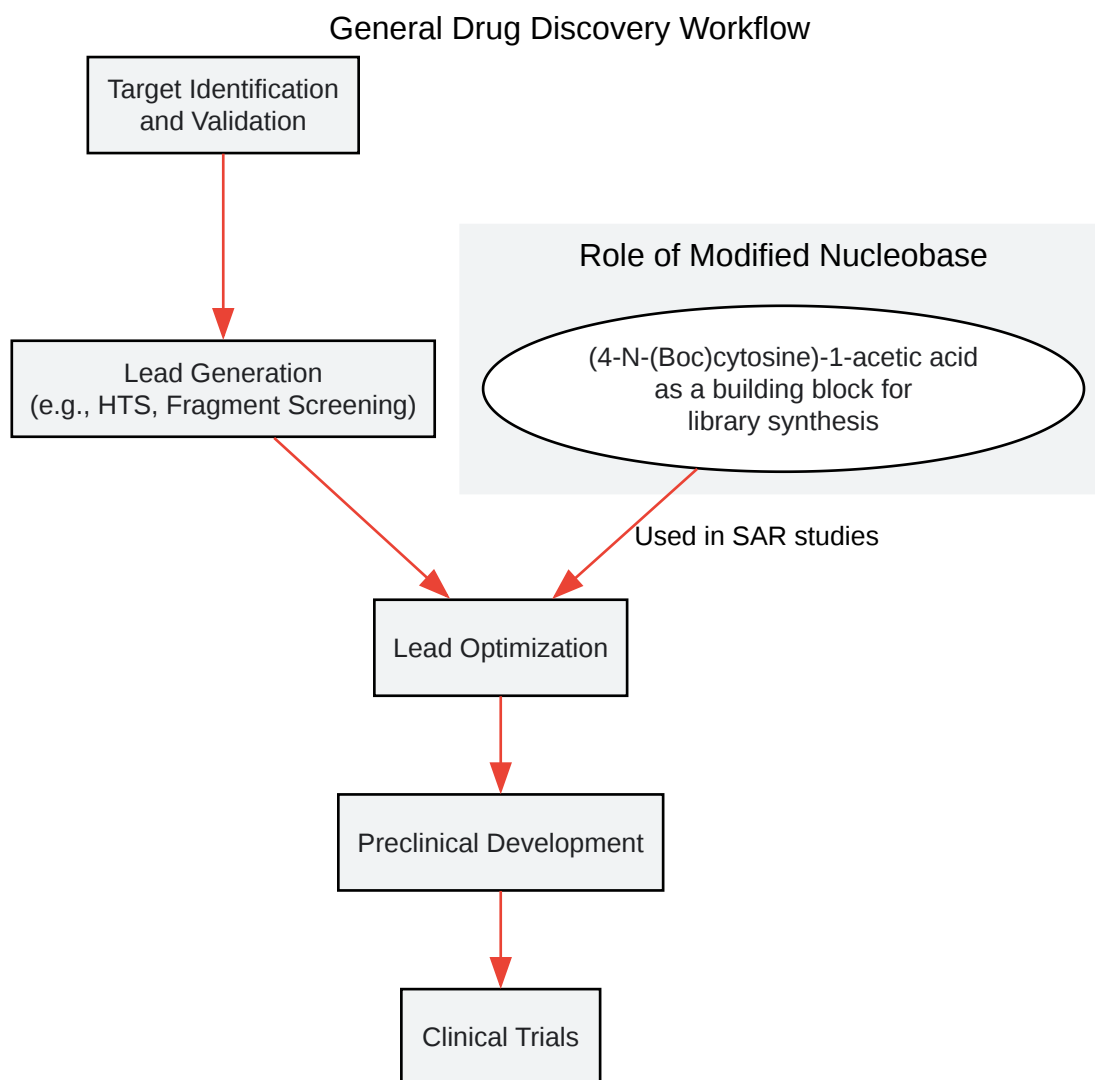 General Drug Discovery Workflow
Target Identification
and Validation
Role of Modified Nucleobase
(4-N-(Boc)cytosine)-1-acetic acid
as a building block for
library synthesis
Lead Generation
(e.g., HTS, Fragment Screening)
Used in SAR studies
Lead Optimization
Preclinical Development
Clinical Trials